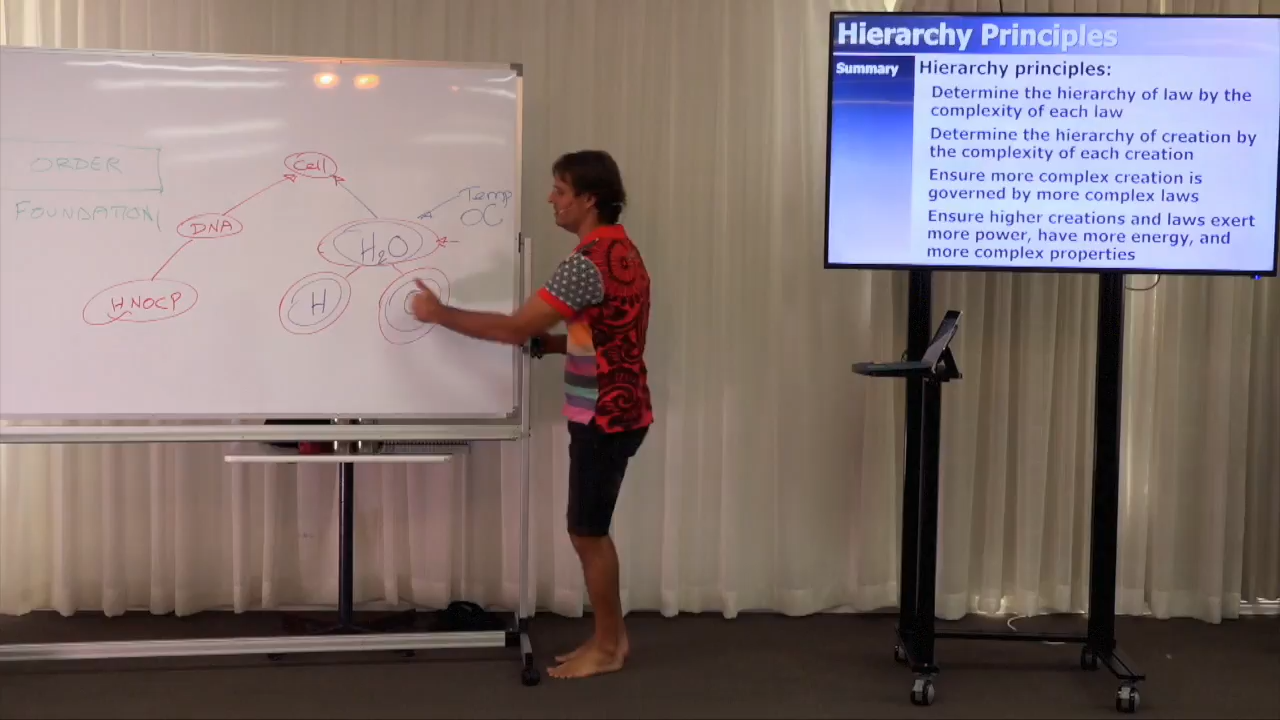 ORDER
FOUNDATION
Cell
DNA
HNOCP
H₂O
H
Temp
OC
Hierarchy Principles
Summary
Hierarchy principles:
Determine the hierarchy of law by the
complexity of each law
Determine the hierarchy of creation by
the complexity of each creation
Ensure more complex creation is
governed by more complex laws
Ensure higher creations and laws exert
more power, have more energy, and
more complex properties